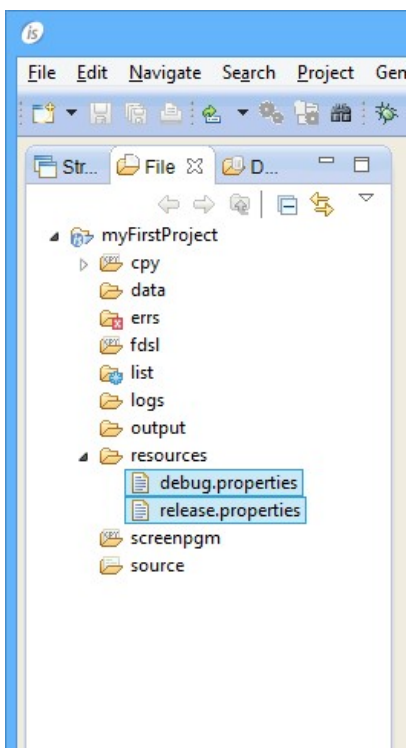 is
File Edit Navigate Search Project Gen
Str... File D...
myFirstProject
cpy
data
errs
fdsl
list
logs
output
resources
debug.properties
release.properties
screenpgm
source